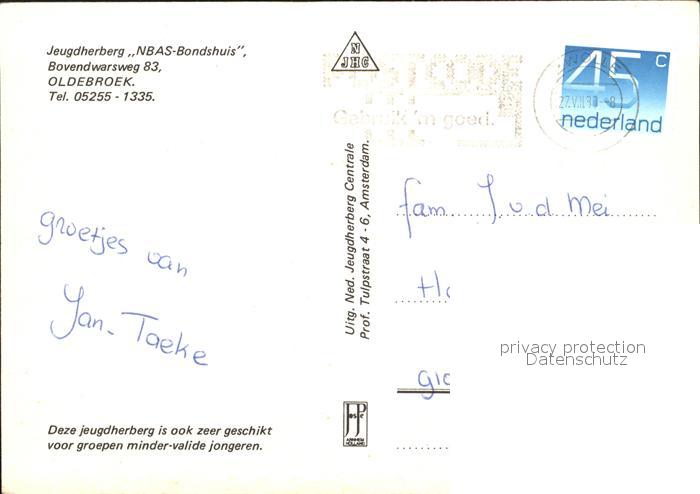 Jeugdherberg „NBAS-Bondshuis”,
Bovendwarsweg 83,
OLDEBROEK.
Tel. 05255 - 1335.
N
JHC
Gebruik 'm goed.
45 c
nederland
groetjes van
Jan-Taeke
Uitg. Ned. Jeugdherberg Centrale
Prof. Tulpstraat 4 - 6, Amsterdam.
fam J v d Mei
privacy protection
Datenschutz
Deze jeugdherberg is ook zeer geschikt
voor groepen minder-valide jongeren.
ARNHEM
HOLLAND